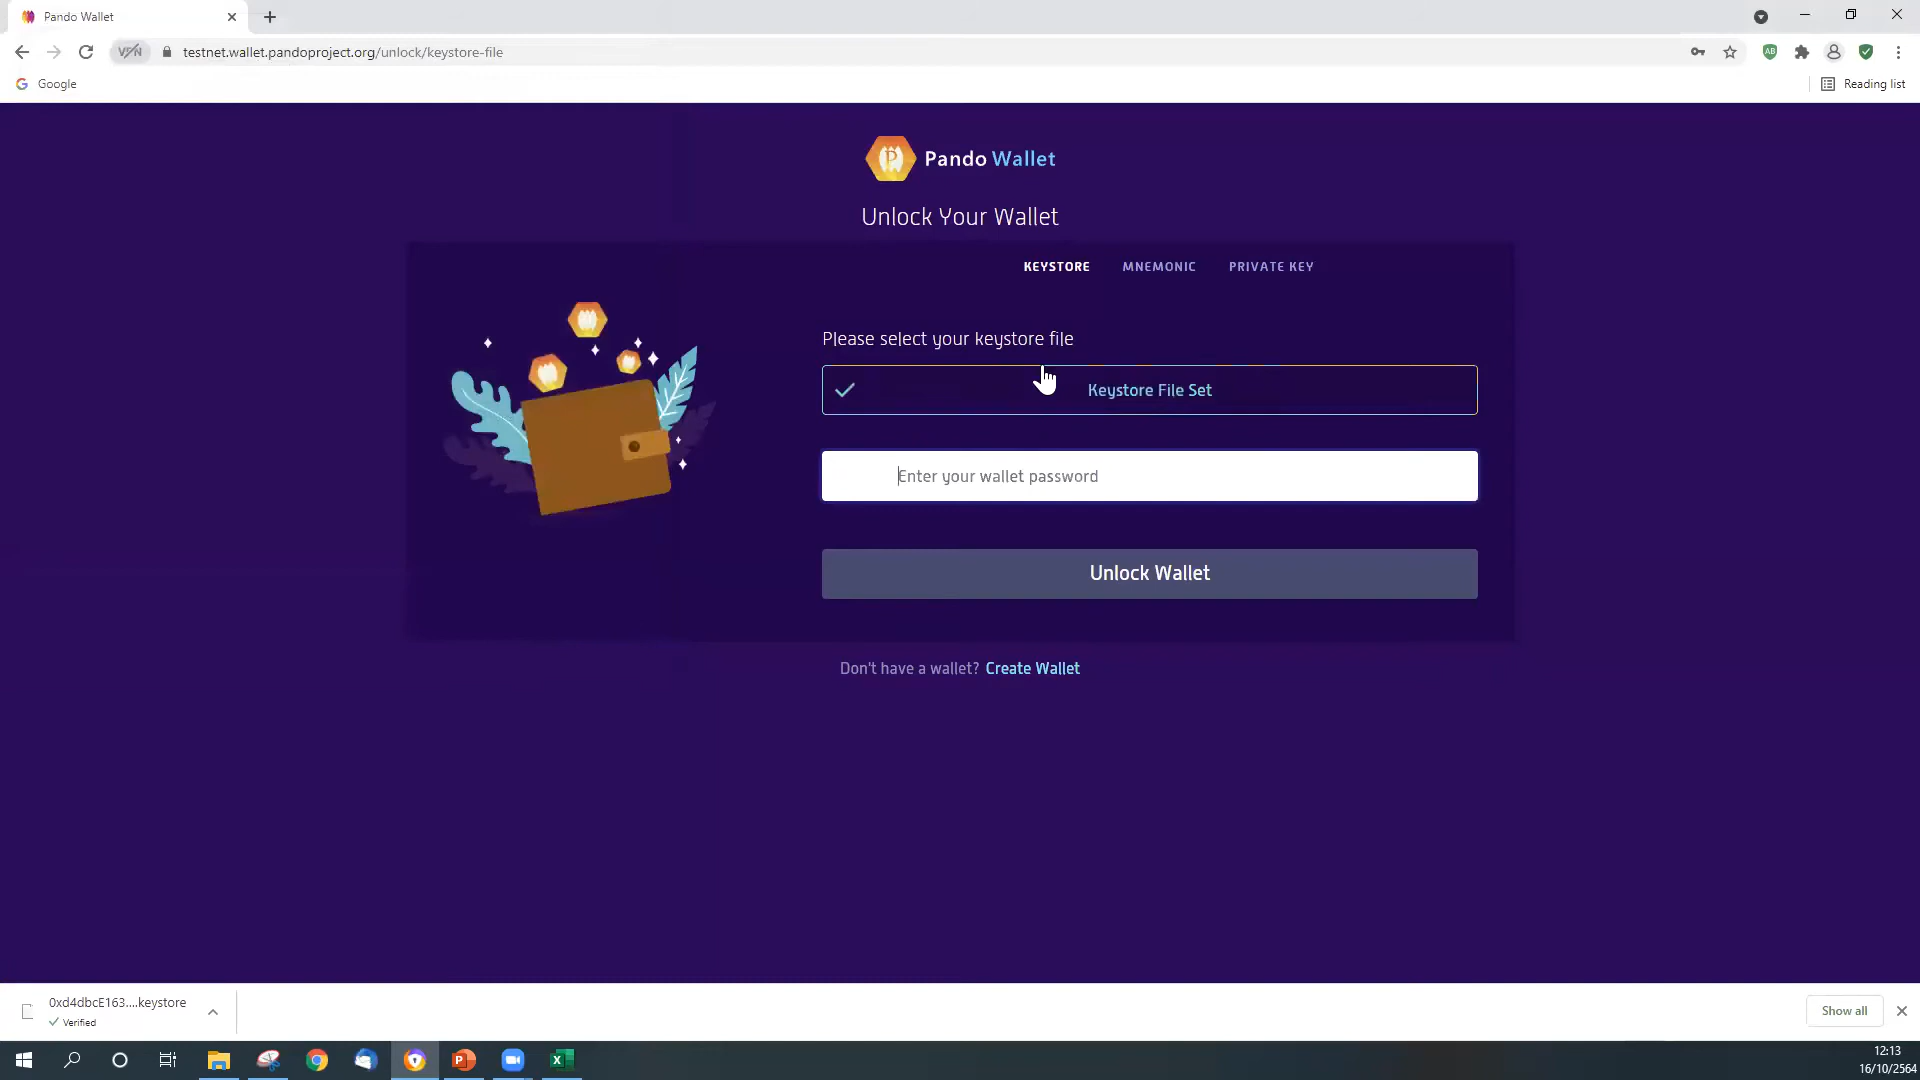 Pando Wallet
testnet.wallet.pandoproject.org/unlock/keystore-file
Google
Reading list
Pando Wallet
Unlock Your Wallet
KEYSTORE MNEMONIC PRIVATE KEY
Please select your keystore file
Keystore File Set
Enter your wallet password
Unlock Wallet
Don't have a wallet? Create Wallet
0xd4dbcE163....keystore
Verified
Show all
12:13
16/10/2564